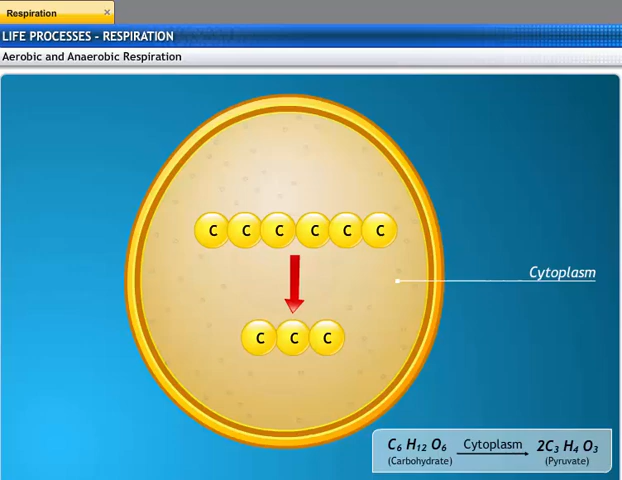 Respiration
LIFE PROCESSES - RESPIRATION
Aerobic and Anaerobic Respiration
C C C C C C
Cytoplasm
C C C
C₆ H₁₂ O₆ Cytoplasm 2C₃ H₄ O₃
(Carbohydrate) (Pyruvate)